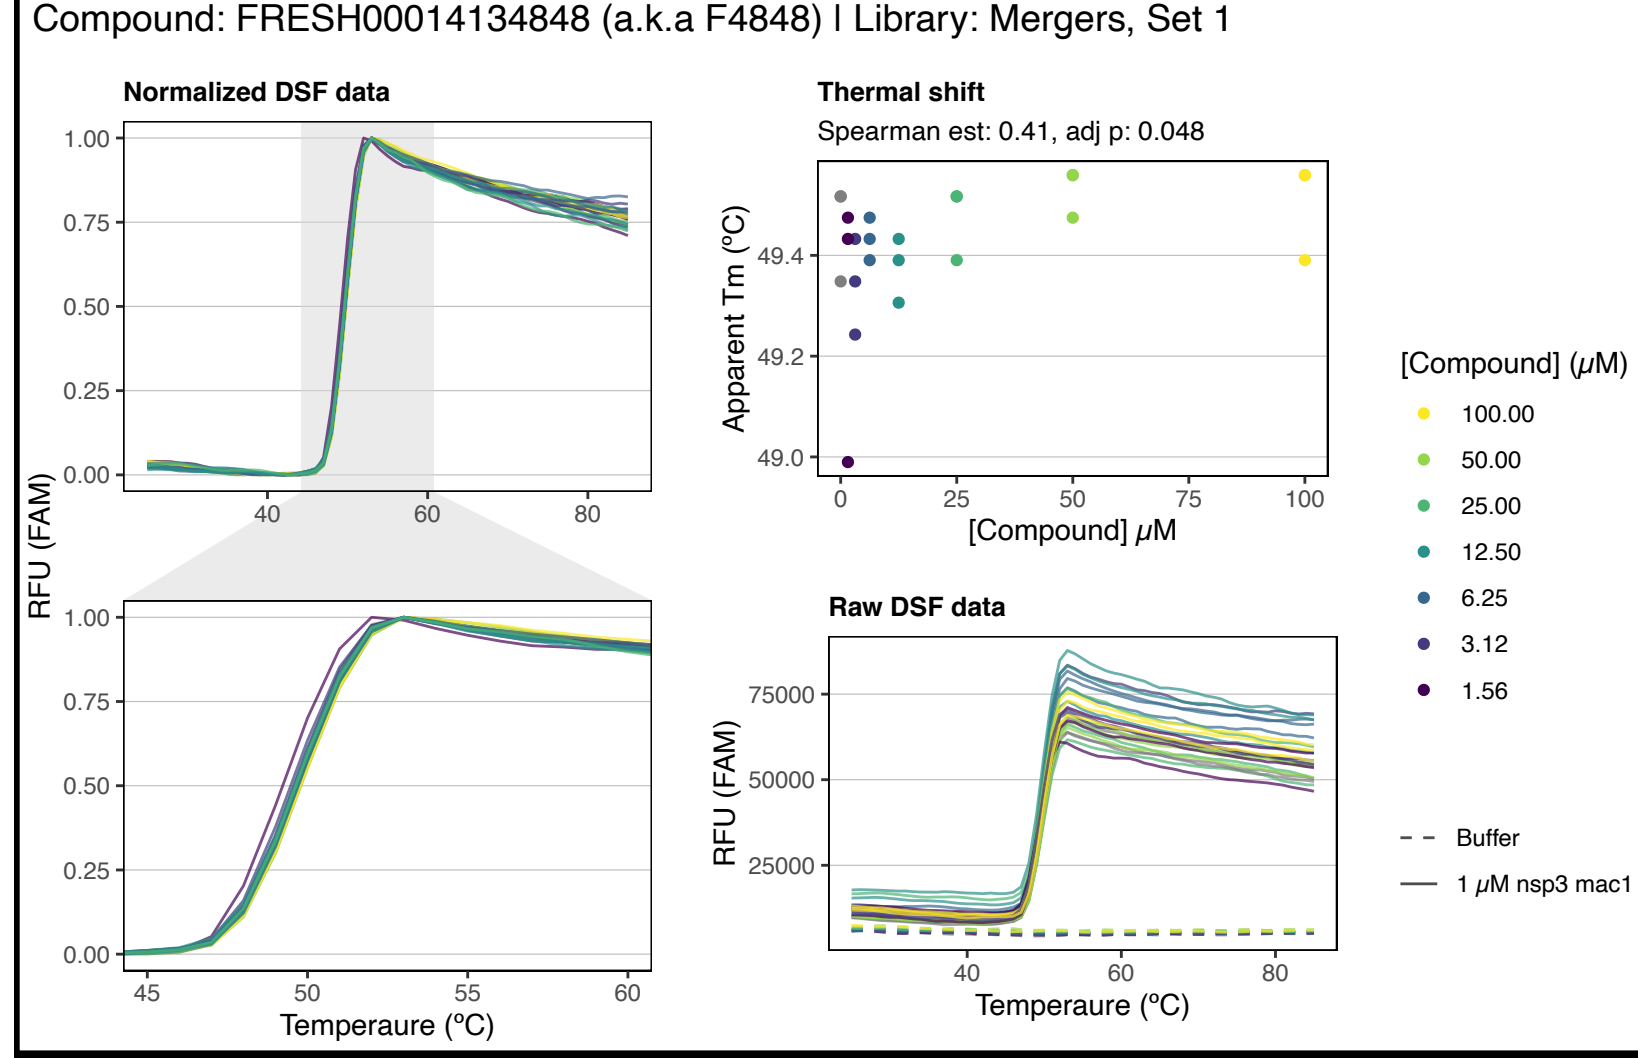 Compound: FRESH00014134848 (a.k.a F4848) | Library: Mergers, Set 1
Normalized DSF data
1.00
0.75
0.50
0.25
0.00
40
60
80
RFU (FAM)
1.00
0.75
0.50
0.25
0.00
45
50
55
60
Temperaure (ºC)
Thermal shift
Spearman est: 0.41, adj p: 0.048
Apparent Tm (ºC)
49.4
49.2
49.0
0
25
50
75
100
[Compound] µM
Raw DSF data
RFU (FAM)
75000
50000
25000
40
60
80
Temperaure (ºC)
[Compound] (µM)
100.00
50.00
25.00
12.50
6.25
3.12
1.56
Buffer
1 µM nsp3 mac1